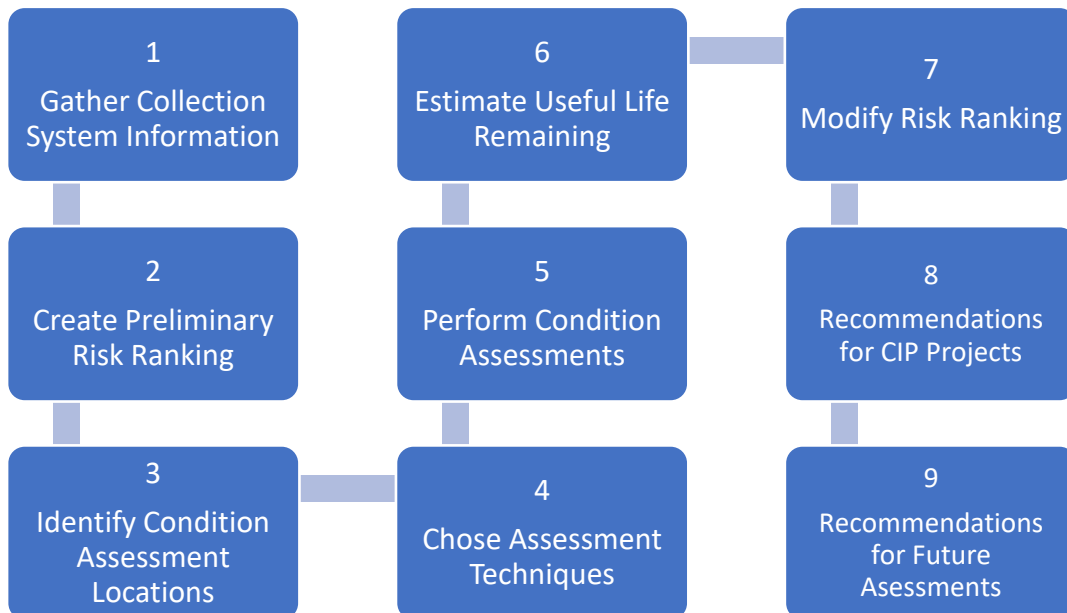 1
Gather Collection
System Information
2
Create Preliminary
Risk Ranking
3
Identify Condition
Assessment
Locations
4
Chose Assessment
Techniques
5
Perform Condition
Assessments
6
Estimate Useful Life
Remaining
7
Modify Risk Ranking
8
Recommendations
for CIP Projects
9
Recommendations
for Future
Asessments